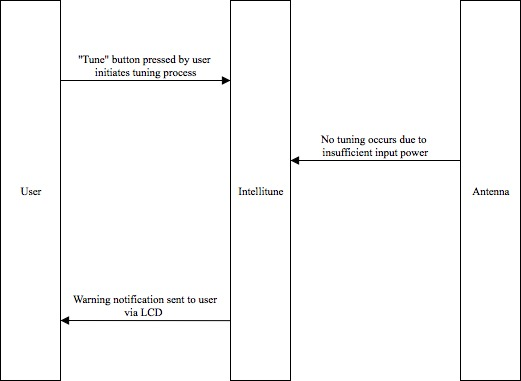 "Tune" button pressed by user
initiates tuning process
No tuning occurs due to
insufficient input power
User
Intellitune
Antenna
Warning notification sent to user
via LCD